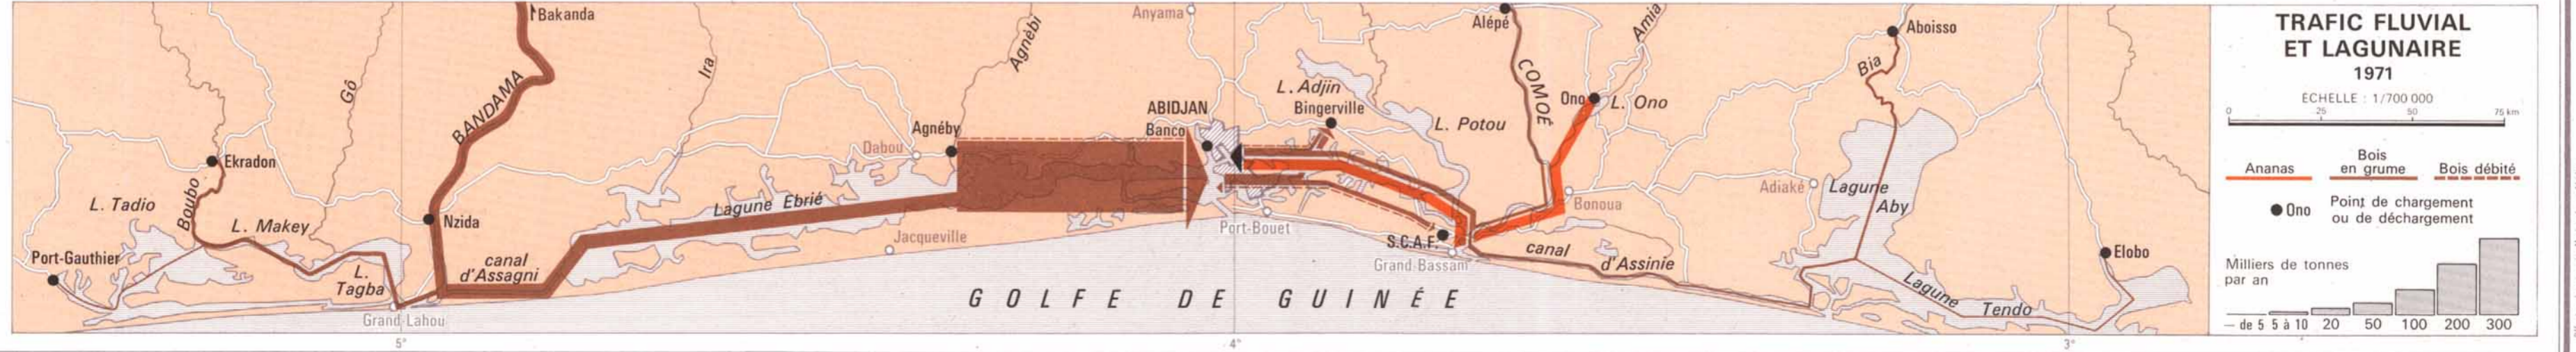 Bakanda
Anyama
Alépé
Amia
Aboisso
Gô
BANDAMA
Ira
Agnèbi
L. Adjin
COMOÉ
Bia
Ekradon
Agnéby
ABIDJAN
Banco
Bingerville
Ono
L. Ono
L. Potou
Dabou
Boubo
L. Tadio
L. Makey
Nzida
Lagune Ebrié
Adiaké
Lagune
Aby
Bonoua
Port-Bouet
Jacqueville
S.C.A.F.
Grand Bassam
Port-Gauthier
L.
Tagba
canal
d'Assagni
canal
d'Assinie
Elobo
Lagune
Tendo
Grand-Lahou
GOLFE DE GUINÉE
5°
4°
3°
TRAFIC FLUVIAL
ET LAGUNAIRE
1971
ECHELLE : 1/700 000
0 25 50 75 km
Ananas
Bois
en grume
Bois débité
Ono
Point de chargement
ou de déchargement
Milliers de tonnes
par an
— de 5 5 à 10 20 50 100 200 300